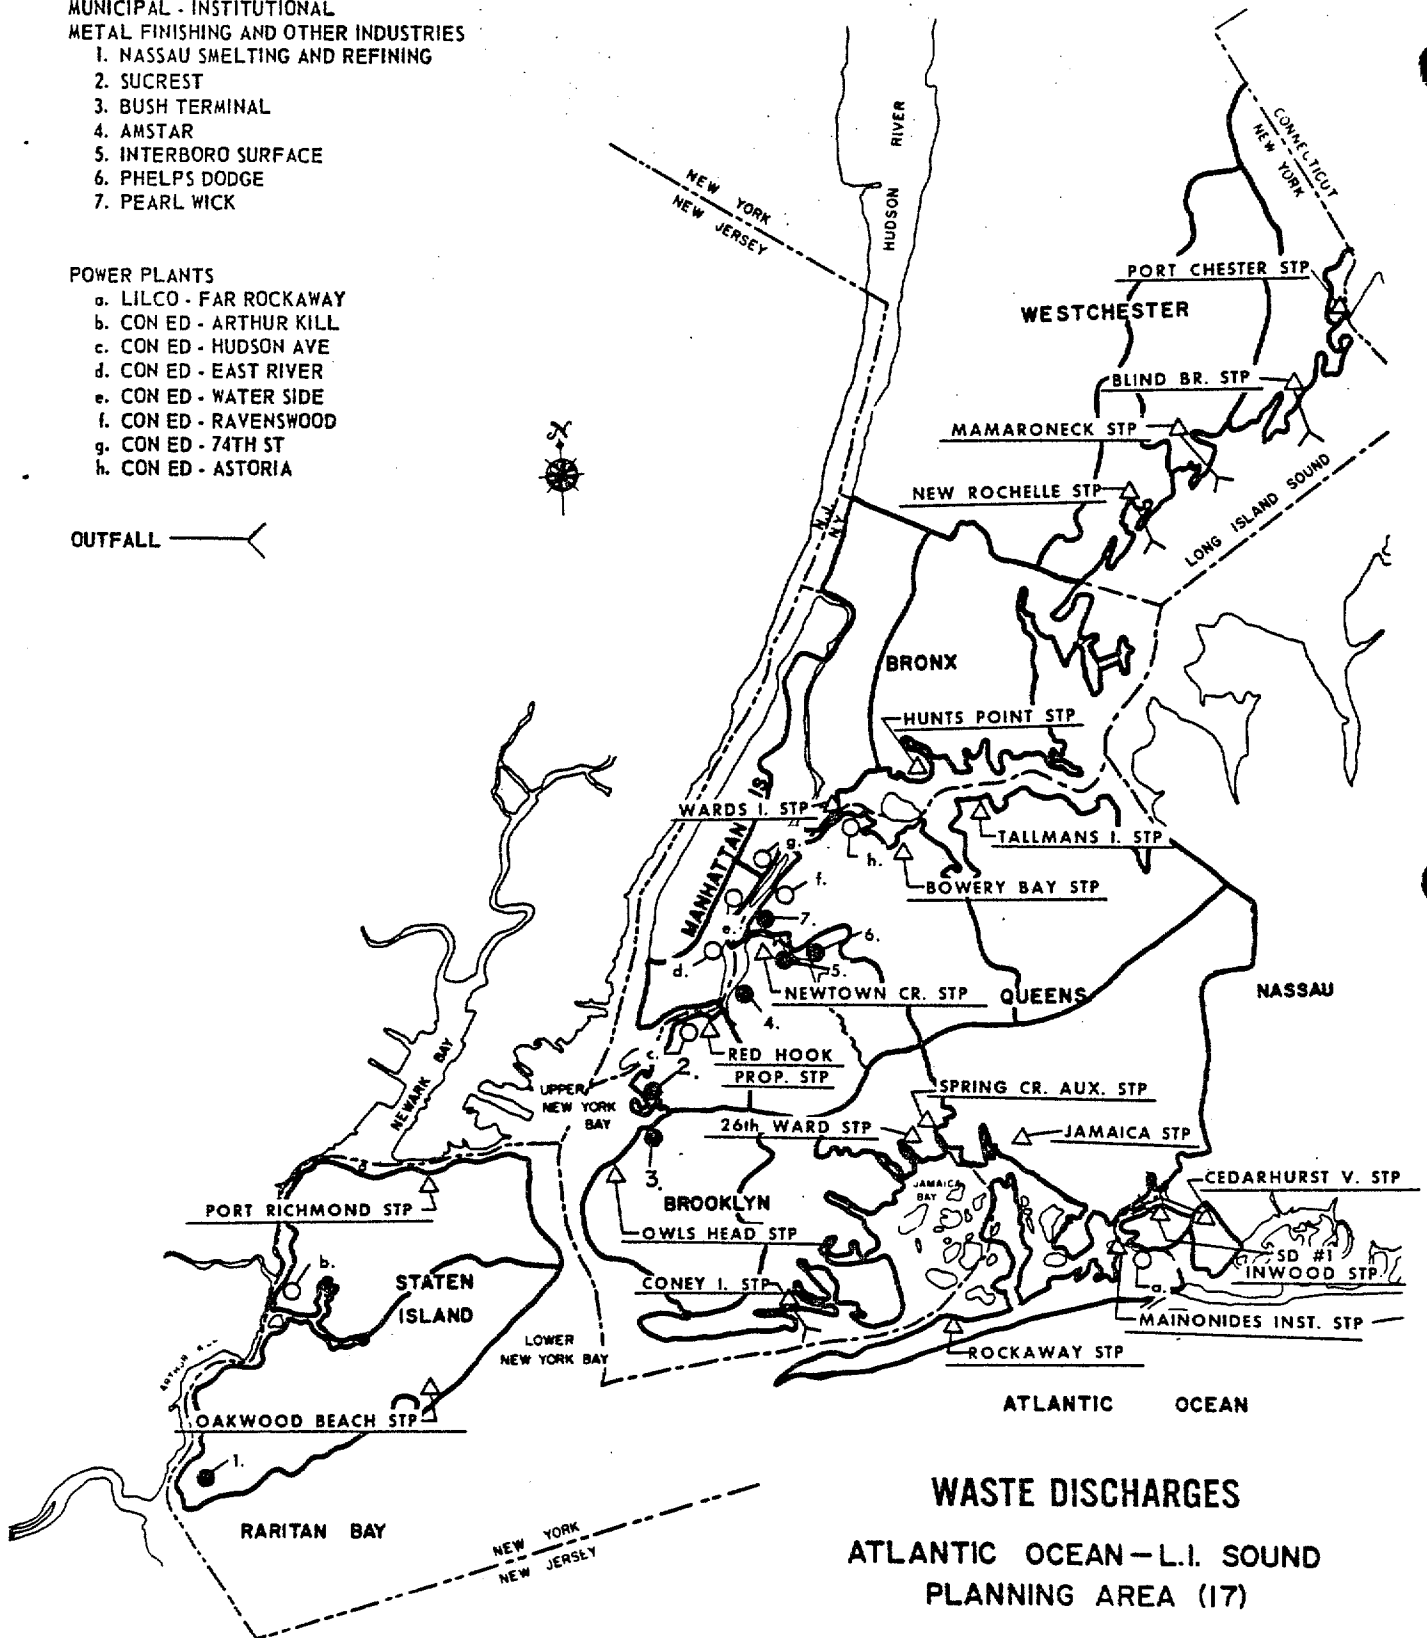 MUNICIPAL - INSTITUTIONAL
METAL FINISHING AND OTHER INDUSTRIES
1. NASSAU SMELTING AND REFINING
2. SUCREST
3. BUSH TERMINAL
4. AMSTAR
5. INTERBORO SURFACE
6. PHELPS DODGE
7. PEARL WICK
POWER PLANTS
a. LILCO - FAR ROCKAWAY
b. CON ED - ARTHUR KILL
c. CON ED - HUDSON AVE
d. CON ED - EAST RIVER
e. CON ED - WATER SIDE
f. CON ED - RAVENSWOOD
g. CON ED - 74TH ST
h. CON ED - ASTORIA
OUTFALL
N
HUDSON RIVER
NEW YORK
NEW JERSEY
CONNECTICUT
NEW YORK
PORT CHESTER STP
WESTCHESTER
BLIND BR. STP
MAMARONECK STP
NEW ROCHELLE STP
LONG ISLAND SOUND
N.J.
N.Y.
BRONX
HUNTS POINT STP
WARDS I. STP
MANHATTAN IS
TALLMANS I. STP
BOWERY BAY STP
g.
h.
f.
e.
7.
6.
5.
d.
NEWTOWN CR. STP
QUEENS
NASSAU
4.
c.
RED HOOK
PROP. STP
2.
UPPER
NEW YORK
BAY
NEWARK BAY
SPRING CR. AUX. STP
26th WARD STP
JAMAICA STP
3.
BROOKLYN
JAMAICA
BAY
CEDARHURST V. STP
PORT RICHMOND STP
OWLS HEAD STP
SD #1
INWOOD STP
b.
STATEN
ISLAND
CONEY I. STP
a.
MAINONIDES INST. STP
LOWER
NEW YORK BAY
ROCKAWAY STP
ARTHUR
ATLANTIC OCEAN
OAKWOOD BEACH STP
1.
RARITAN BAY
NEW YORK
NEW JERSEY
WASTE DISCHARGES
ATLANTIC OCEAN - L.I. SOUND
PLANNING AREA (17)